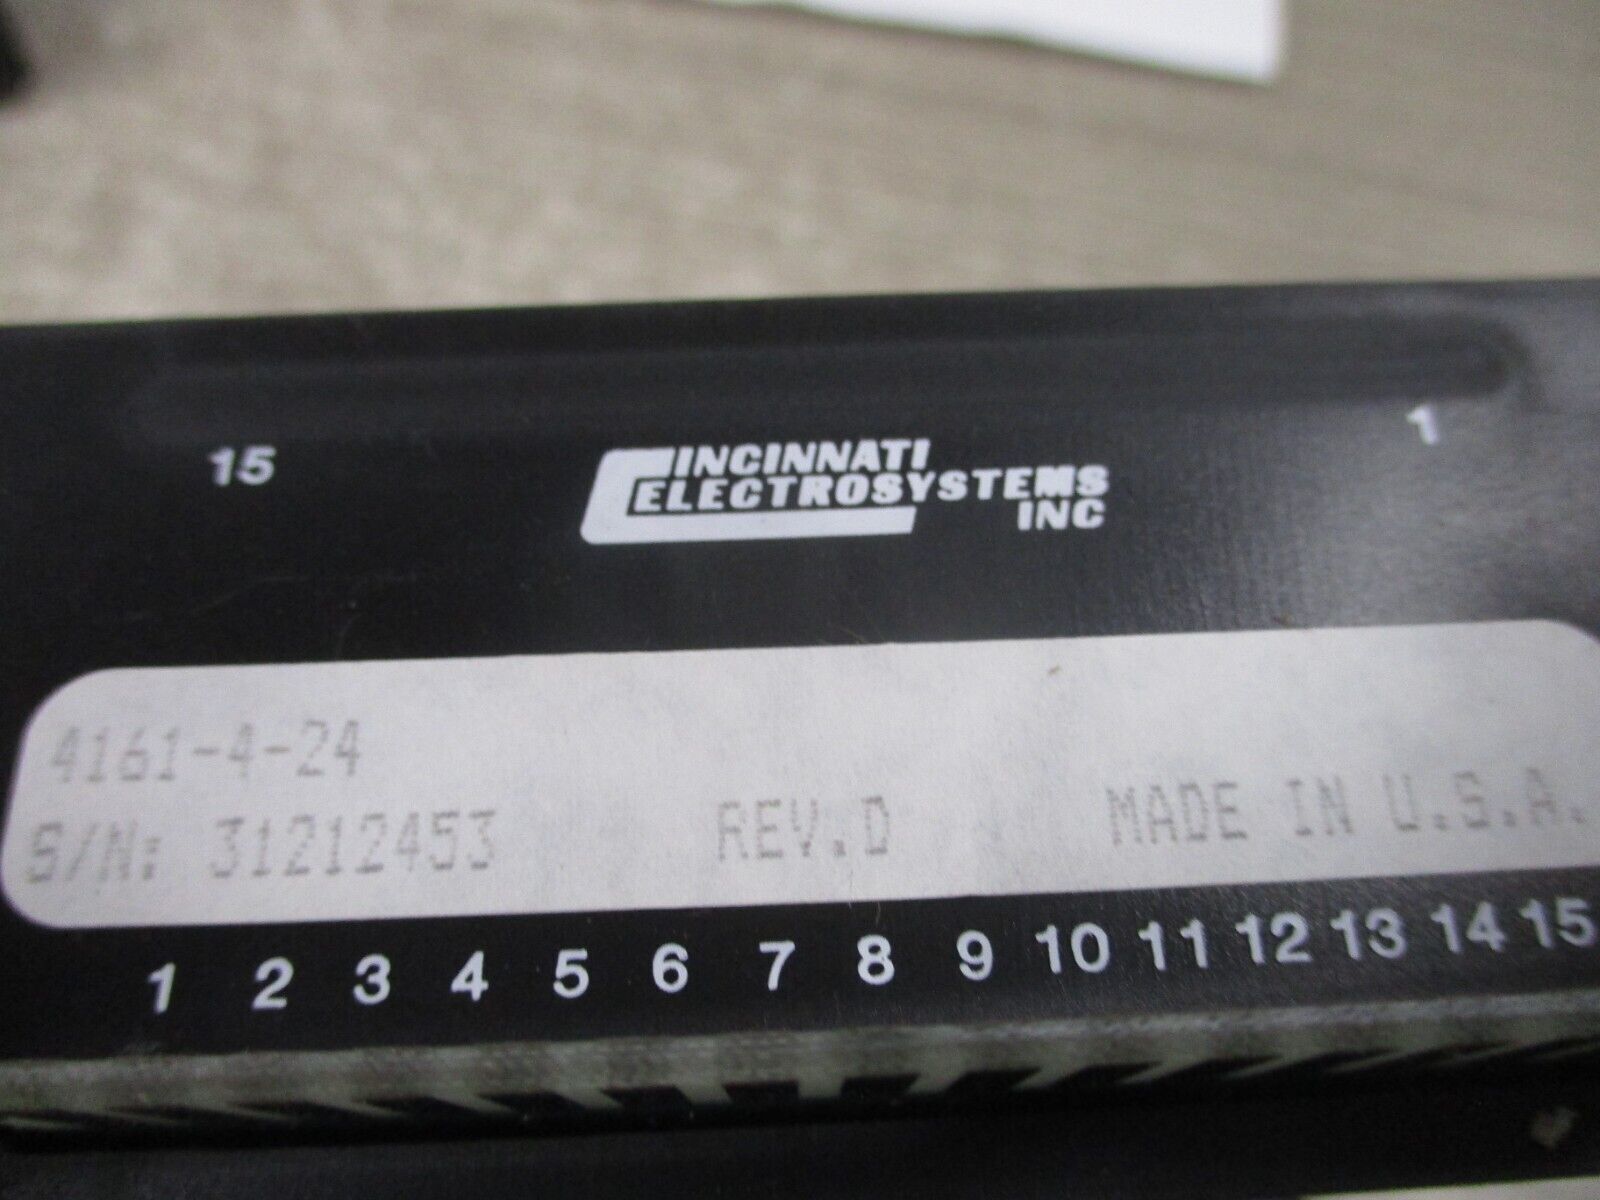 15 1
CINCINNATI
ELECTROSYSTEMS
INC
4161-4-24
S/N: 31212453 REV.D MADE IN U.S.A.
1 2 3 4 5 6 7 8 9 10 11 12 13 14 15